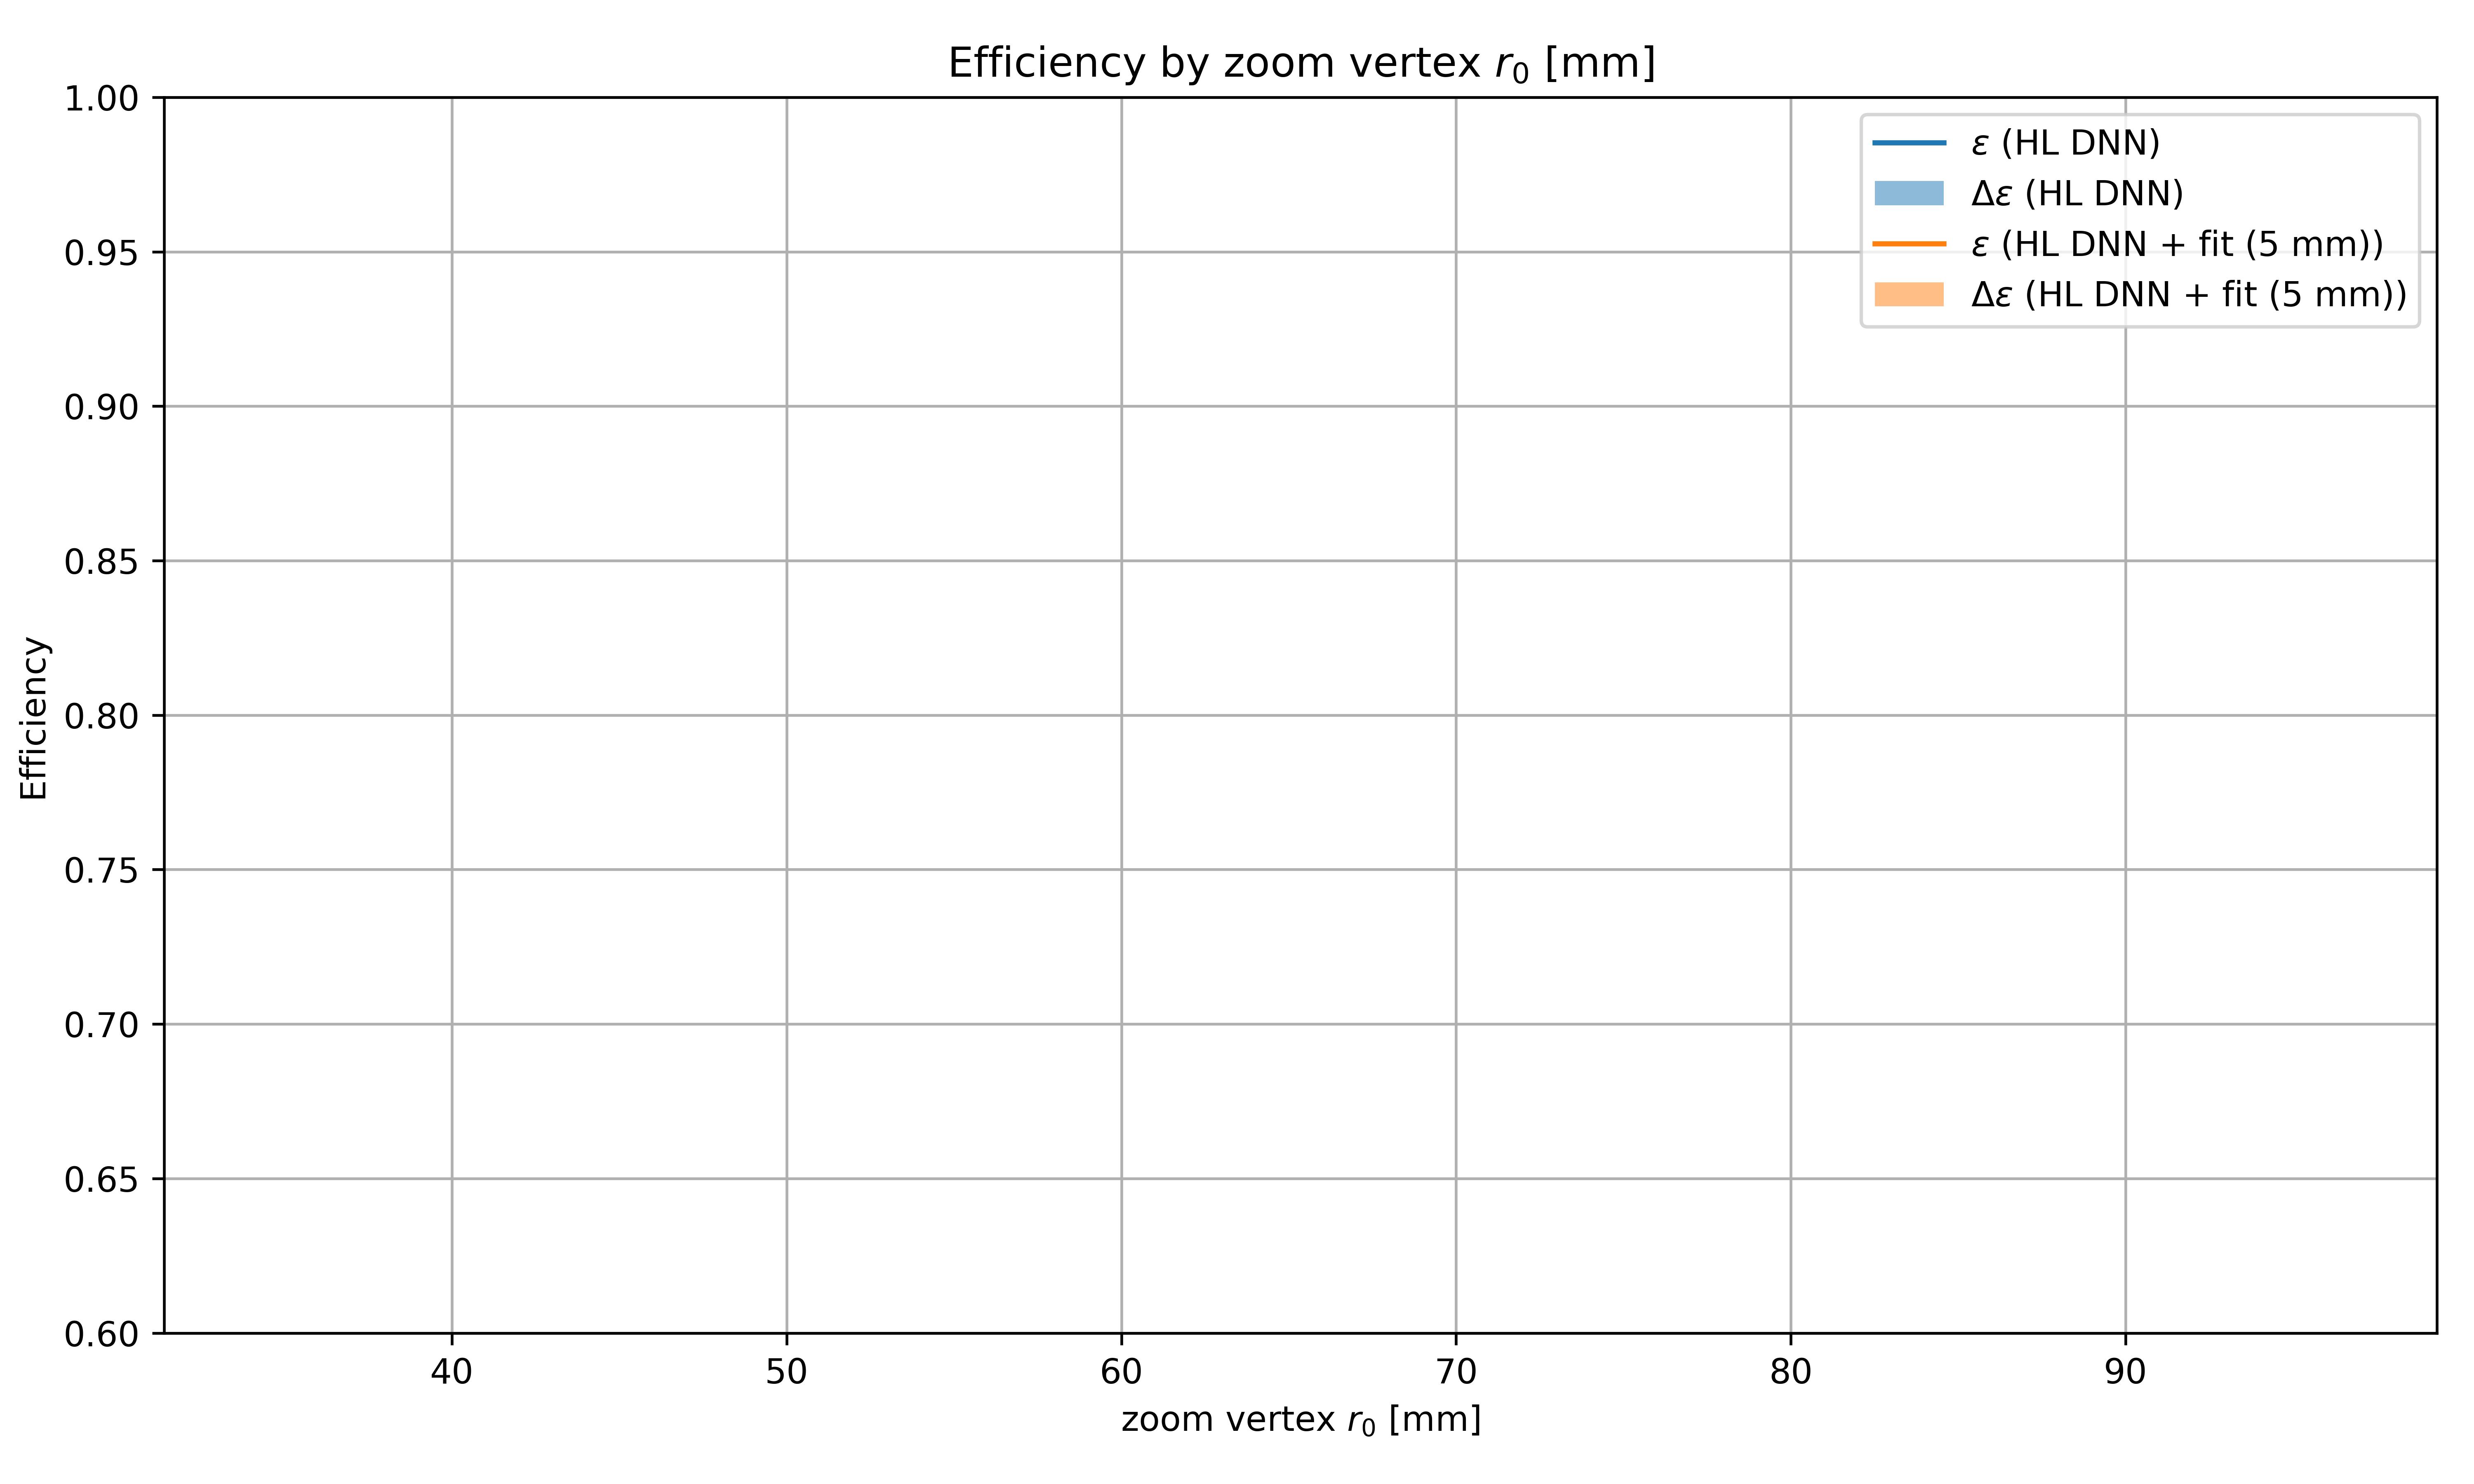 Efficiency by zoom vertex r₀ [mm]
1.00
0.95
0.90
0.85
0.80
0.75
0.70
0.65
0.60
Efficiency
ε (HL DNN)
Δε (HL DNN)
ε (HL DNN + fit (5 mm))
Δε (HL DNN + fit (5 mm))
40 50 60 70 80 90
zoom vertex r₀ [mm]